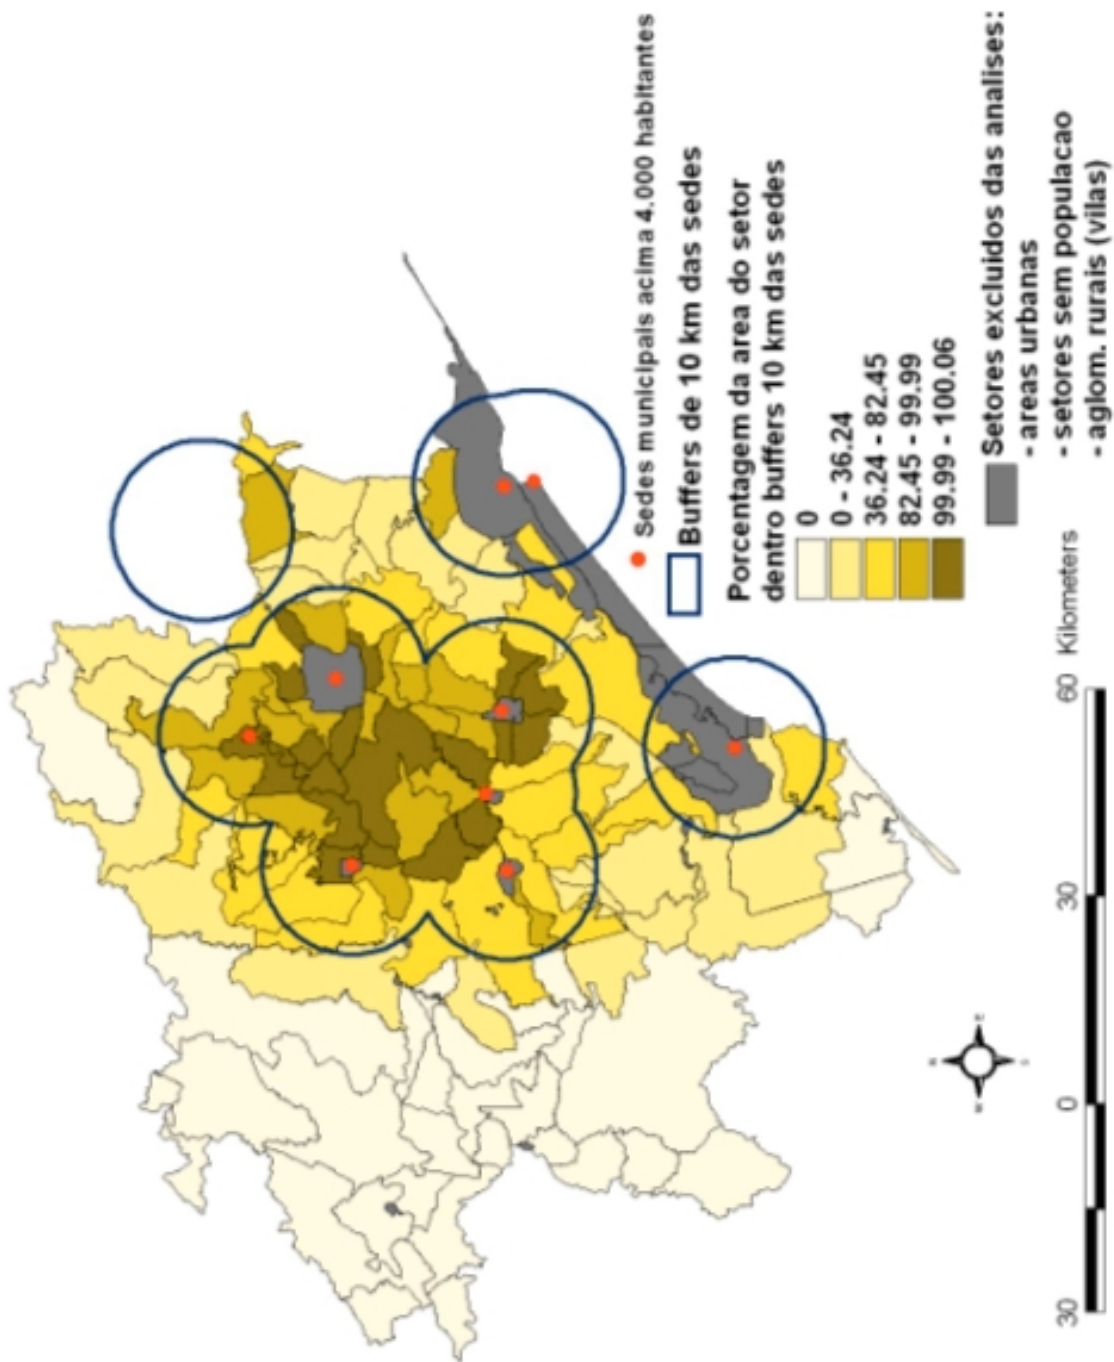 Sedes municipais acima 4.000 habitantes
Buffers de 10 km das sedes
Porcentagem da area do setor
dentro buffers 10 km das sedes
0
0 - 36.24
36.24 - 82.45
82.45 - 99.99
99.99 - 100.06
Setores excluidos das analises:
- areas urbanas
- setores sem populacao
- aglom. rurais (vilas)
N
S
30 0 30 60 Kilometers